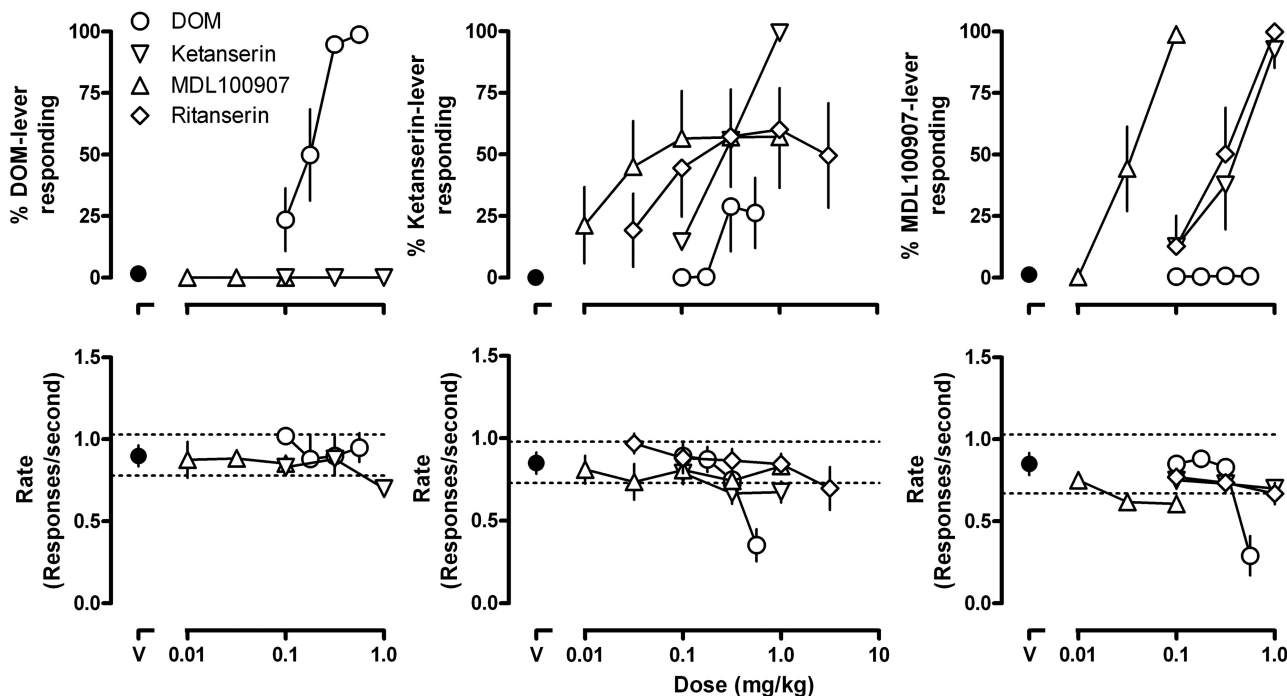 DOM
Ketanserin
MDL100907
Ritanserin
% DOM-lever
responding
100
75
50
25
0
% Ketanserin-lever
responding
100
75
50
25
0
% MDL100907-lever
responding
100
75
50
25
0
Rate
(Responses/second)
1.5
1.0
0.5
0.0
V
0.01
0.1
1.0
Rate
(Responses/second)
1.5
1.0
0.5
0.0
V
0.01
0.1
1.0
10
Dose (mg/kg)
Rate
(Responses/second)
1.5
1.0
0.5
0.0
V
0.01
0.1
1.0